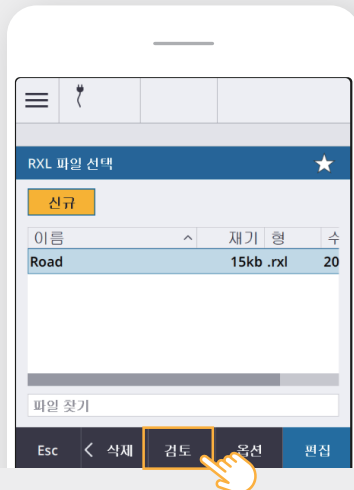 RXL 파일 선택
신규
이름 재기 형 수
Road 15kb .rxl 20
파일 찾기
Esc 삭제 검토 옵션 편집